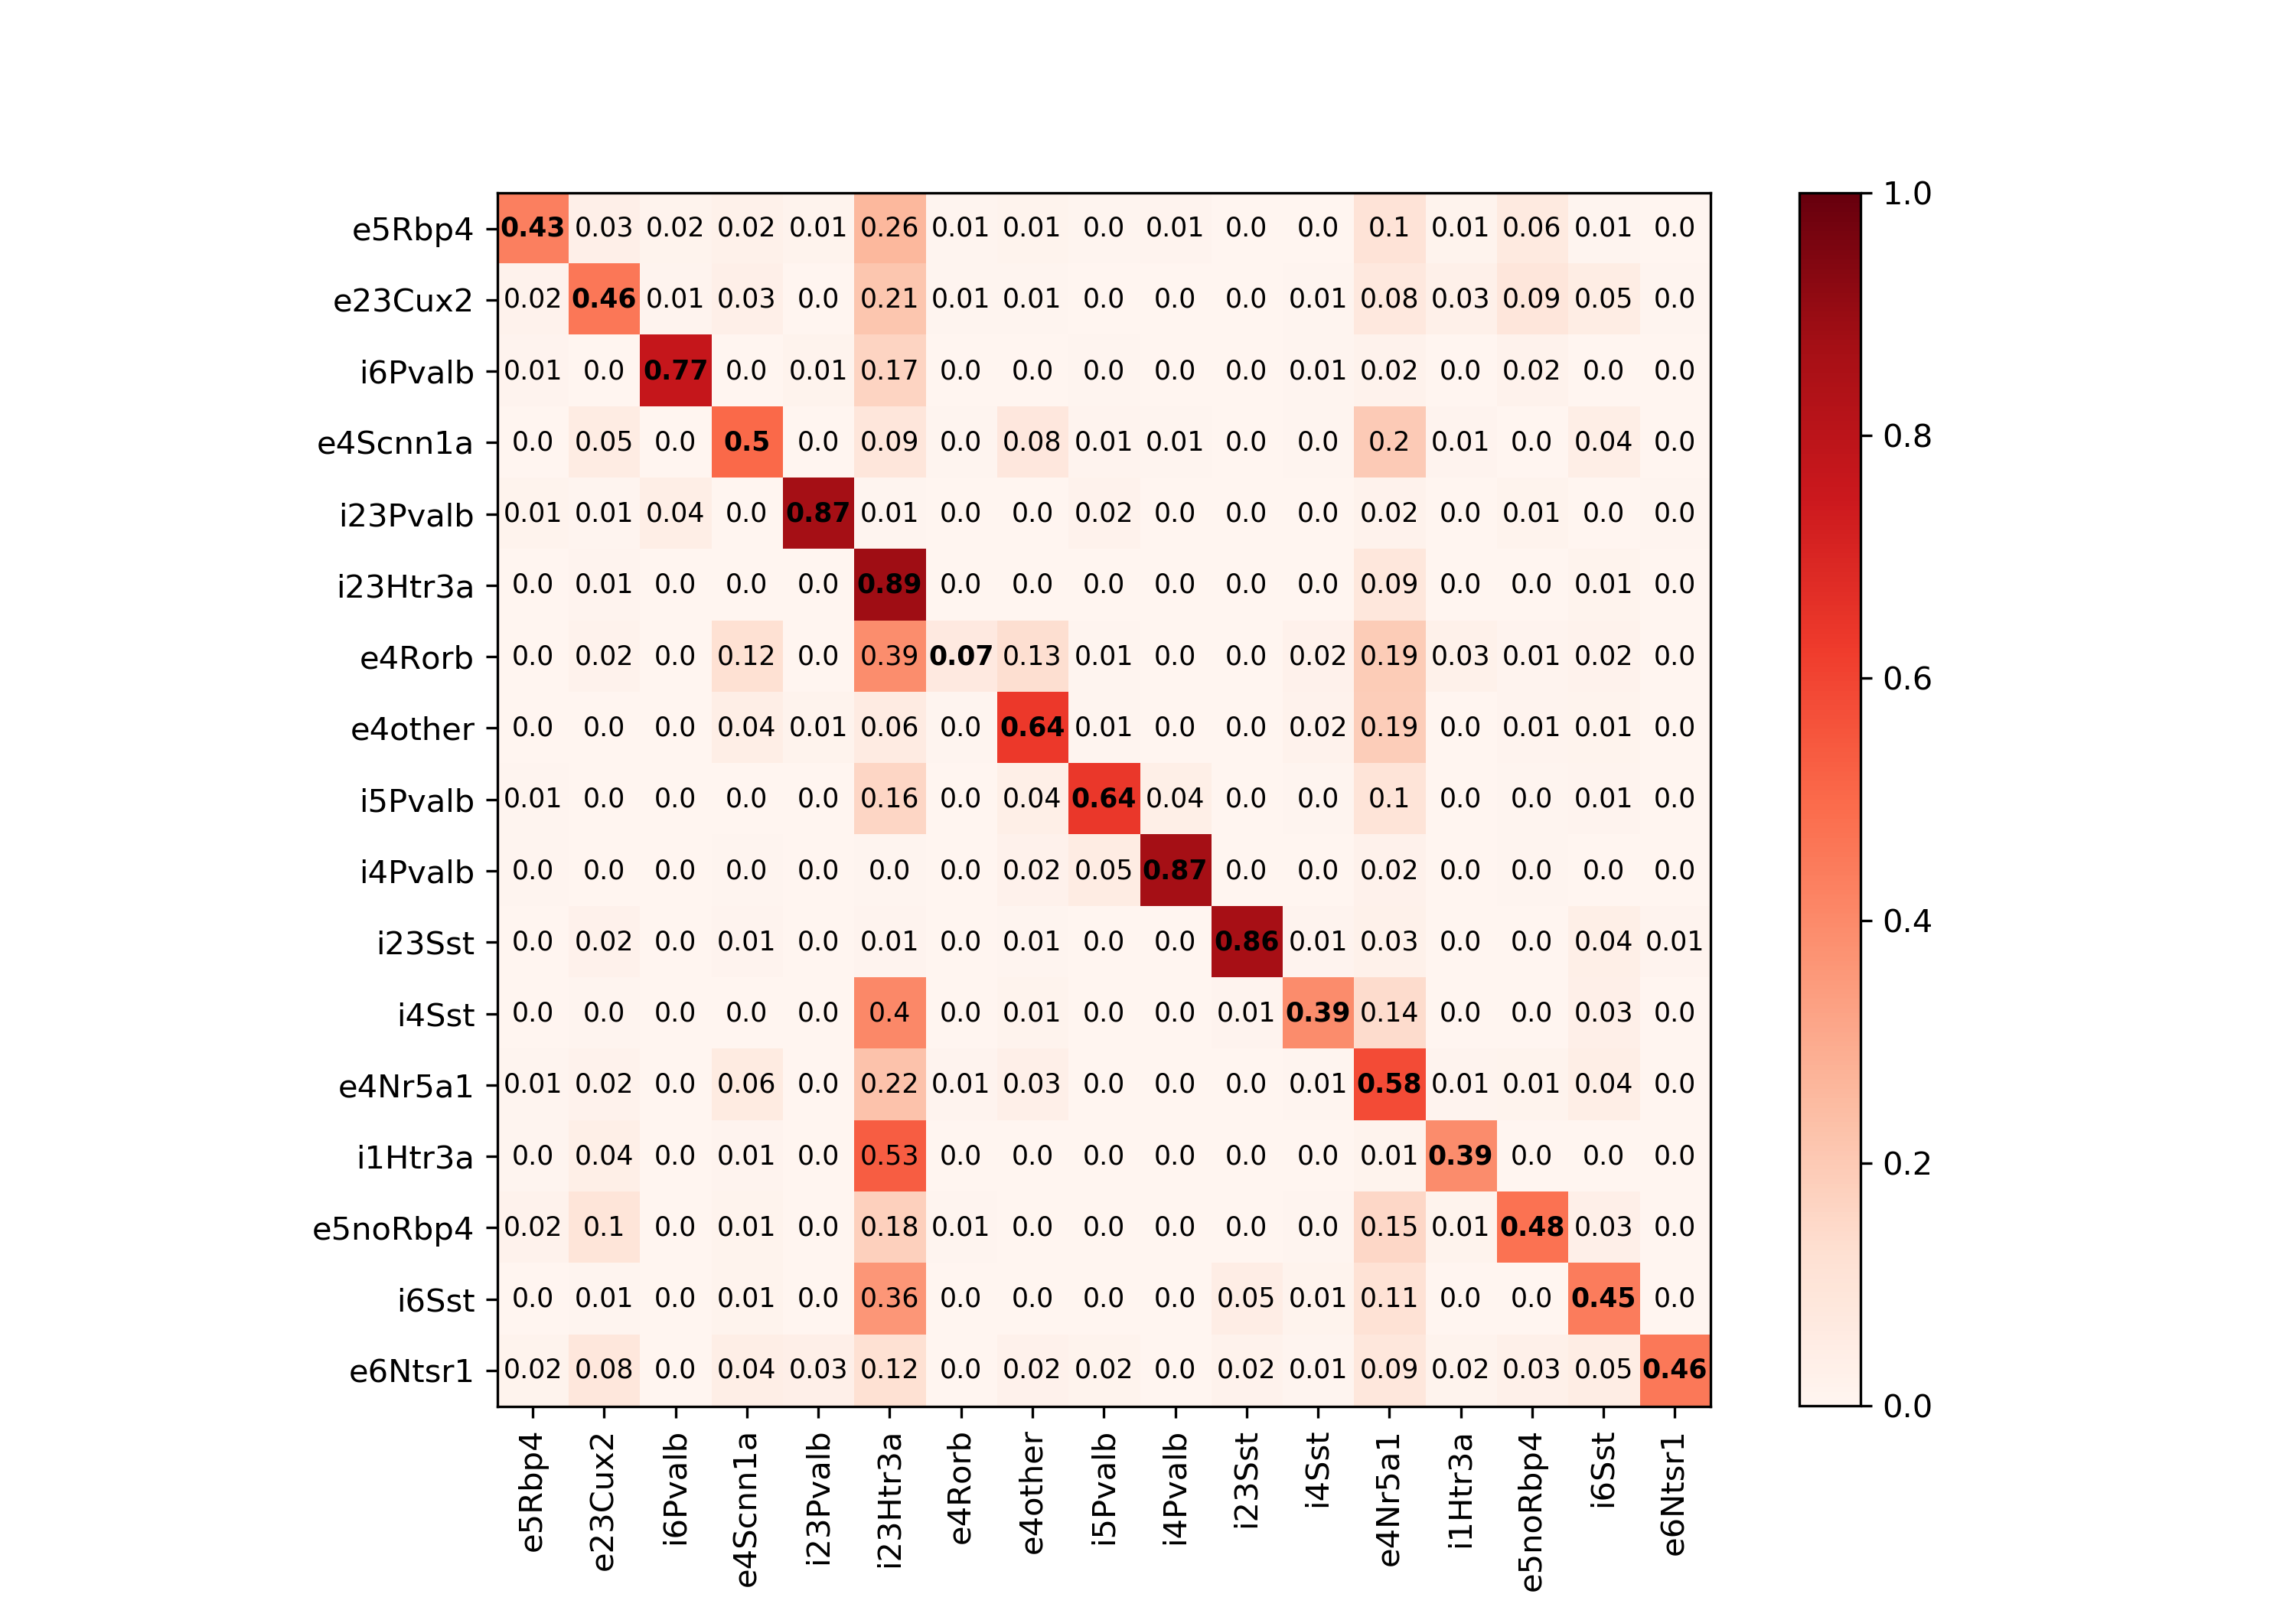 e5Rbp4 0.43 0.03 0.02 0.02 0.01 0.26 0.01 0.01 0.0 0.01 0.0 0.0 0.1 0.01 0.06 0.01 0.0
e23Cux2 0.02 0.46 0.01 0.03 0.0 0.21 0.01 0.01 0.0 0.0 0.0 0.01 0.08 0.03 0.09 0.05 0.0
i6Pvalb 0.01 0.0 0.77 0.0 0.01 0.17 0.0 0.0 0.0 0.0 0.0 0.01 0.02 0.0 0.02 0.0 0.0
e4Scnn1a 0.0 0.05 0.0 0.5 0.0 0.09 0.0 0.08 0.01 0.01 0.0 0.0 0.2 0.01 0.0 0.04 0.0
i23Pvalb 0.01 0.01 0.04 0.0 0.87 0.01 0.0 0.0 0.02 0.0 0.0 0.0 0.02 0.0 0.01 0.0 0.0
i23Htr3a 0.0 0.01 0.0 0.0 0.0 0.89 0.0 0.0 0.0 0.0 0.0 0.0 0.09 0.0 0.0 0.01 0.0
e4Rorb 0.0 0.02 0.0 0.12 0.0 0.39 0.07 0.13 0.01 0.0 0.0 0.02 0.19 0.03 0.01 0.02 0.0
e4other 0.0 0.0 0.0 0.04 0.01 0.06 0.0 0.64 0.01 0.0 0.0 0.02 0.19 0.0 0.01 0.01 0.0
i5Pvalb 0.01 0.0 0.0 0.0 0.0 0.16 0.0 0.04 0.64 0.04 0.0 0.0 0.1 0.0 0.0 0.01 0.0
i4Pvalb 0.0 0.0 0.0 0.0 0.0 0.0 0.0 0.02 0.05 0.87 0.0 0.0 0.02 0.0 0.0 0.0 0.0
i23Sst 0.0 0.02 0.0 0.01 0.0 0.01 0.0 0.01 0.0 0.0 0.86 0.01 0.03 0.0 0.0 0.04 0.01
i4Sst 0.0 0.0 0.0 0.0 0.0 0.4 0.0 0.01 0.0 0.0 0.01 0.39 0.14 0.0 0.0 0.03 0.0
e4Nr5a1 0.01 0.02 0.0 0.06 0.0 0.22 0.01 0.03 0.0 0.0 0.0 0.01 0.58 0.01 0.01 0.04 0.0
i1Htr3a 0.0 0.04 0.0 0.01 0.0 0.53 0.0 0.0 0.0 0.0 0.0 0.0 0.01 0.39 0.0 0.0 0.0
e5noRbp4 0.02 0.1 0.0 0.01 0.0 0.18 0.01 0.0 0.0 0.0 0.0 0.0 0.15 0.01 0.48 0.03 0.0
i6Sst 0.0 0.01 0.0 0.01 0.0 0.36 0.0 0.0 0.0 0.0 0.05 0.01 0.11 0.0 0.0 0.45 0.0
e6Ntsr1 0.02 0.08 0.0 0.04 0.03 0.12 0.0 0.02 0.02 0.0 0.02 0.01 0.09 0.02 0.03 0.05 0.46
e5Rbp4 e23Cux2 i6Pvalb e4Scnn1a i23Pvalb i23Htr3a e4Rorb e4other i5Pvalb i4Pvalb i23Sst i4Sst e4Nr5a1 i1Htr3a e5noRbp4 i6Sst e6Ntsr1
1.0
0.8
0.6
0.4
0.2
0.0